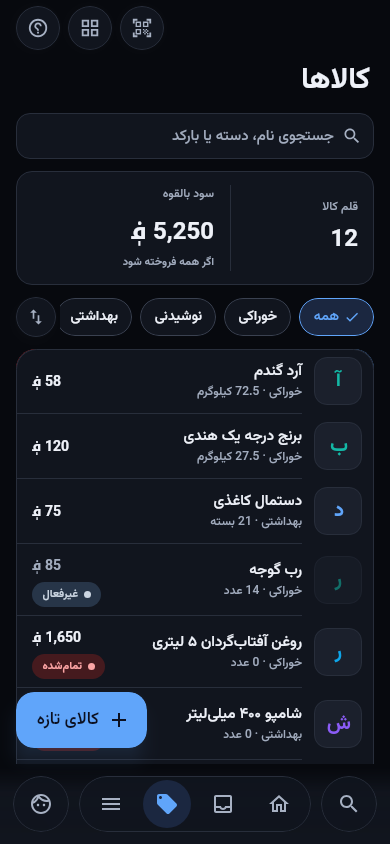 کالاها
جستجوی نام، دسته یا بارکد
قلم کالا
12
سود بالقوه
5,250 ؋
اگر همه فروخته شود
همه
خوراکی
نوشیدنی
بهداشتی
آ
آرد گندم
خوراکی · 72.5 کیلوگرم
58 ؋
ب
برنج درجه یک هندی
خوراکی · 27.5 کیلوگرم
120 ؋
د
دستمال کاغذی
بهداشتی · 21 بسته
75 ؋
ر
رب گوجه
خوراکی · 14 عدد
85 ؋
غیرفعال
ر
روغن آفتاب‌گردان ۵ لیتری
خوراکی · 0 عدد
1,650 ؋
تمام‌شده
ش
شامپو ۴۰۰ میلی‌لیتر
بهداشتی · 0 عدد
کالای تازه